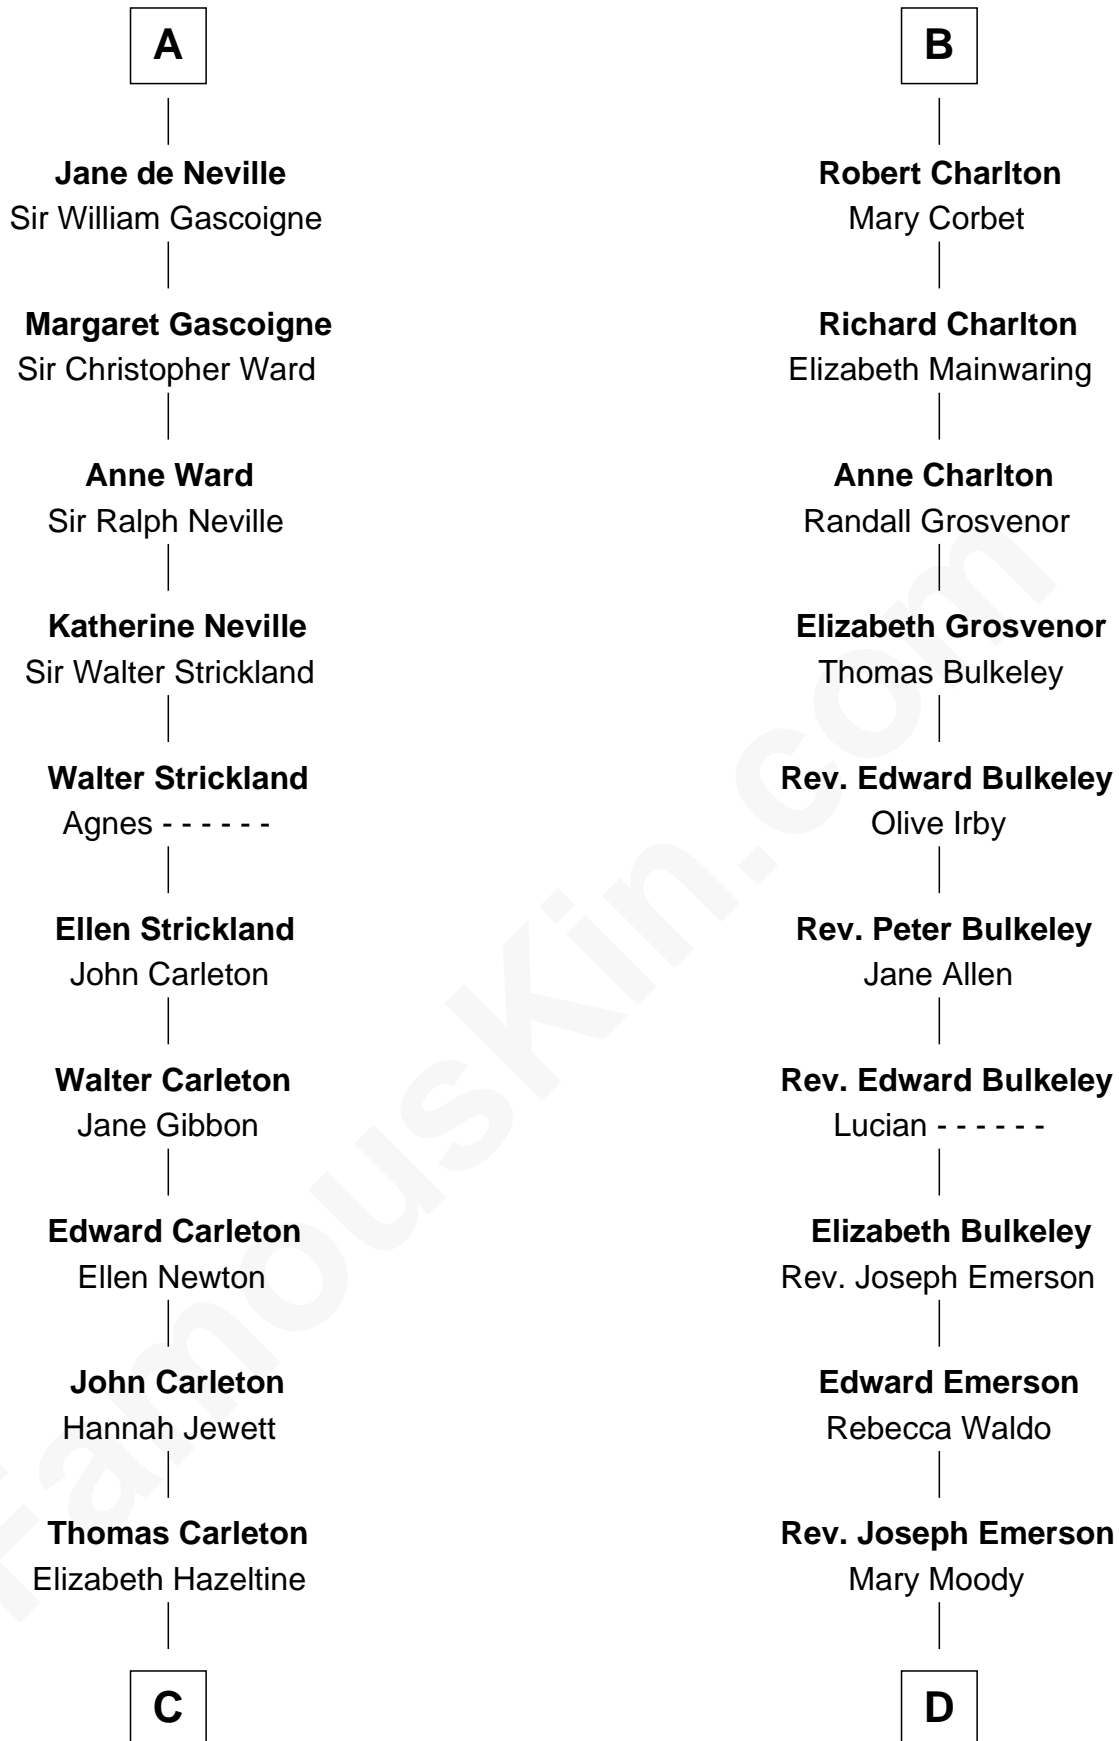 A
Jane de Neville
Sir William Gascoigne
Margaret Gascoigne
Sir Christopher Ward
Anne Ward
Sir Ralph Neville
Katherine Neville
Sir Walter Strickland
Walter Strickland
Agnes - - - - - -
Ellen Strickland
John Carleton
Walter Carleton
Jane Gibbon
Edward Carleton
Ellen Newton
John Carleton
Hannah Jewett
Thomas Carleton
Elizabeth Hazeltine
C
B
Robert Charlton
Mary Corbet
Richard Charlton
Elizabeth Mainwaring
Anne Charlton
Randall Grosvenor
Elizabeth Grosvenor
Thomas Bulkeley
Rev. Edward Bulkeley
Olive Irby
Rev. Peter Bulkeley
Jane Allen
Rev. Edward Bulkeley
Lucian - - - - - -
Elizabeth Bulkeley
Rev. Joseph Emerson
Edward Emerson
Rebecca Waldo
Rev. Joseph Emerson
Mary Moody
D
FamousKin.com